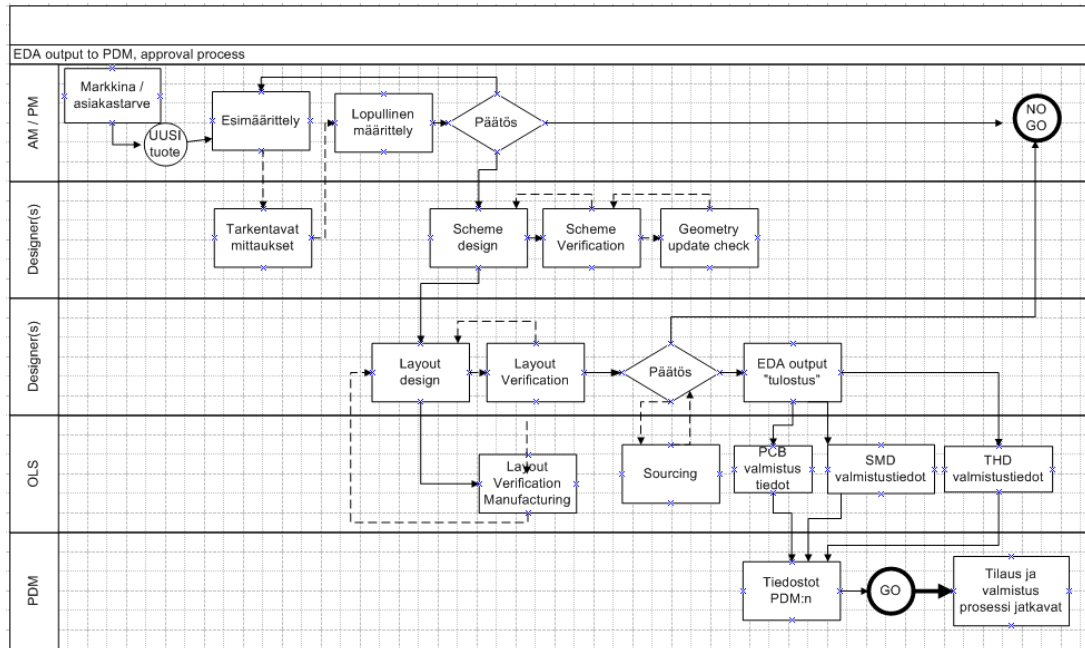 EDA output to PDM, approval process
AM / PM
Markkina /
asiakastarve
UUSI
tuote
Esimäärittely
Lopullinen
määrittely
Päätös
NO
GO
Designer(s)
Tarkentavat
mittaukset
Scheme
design
Scheme
Verification
Geometry
update check
Designer(s)
Layout
design
Layout
Verification
Päätös
EDA output
"tulostus"
OLS
Layout
Verification
Manufacturing
Sourcing
PCB
valmistus
tiedot
SMD
valmistustiedot
THD
valmistustiedot
PDM
Tiedostot
PDM:n
GO
Tilaus ja
valmistus
prosessi jatkavat